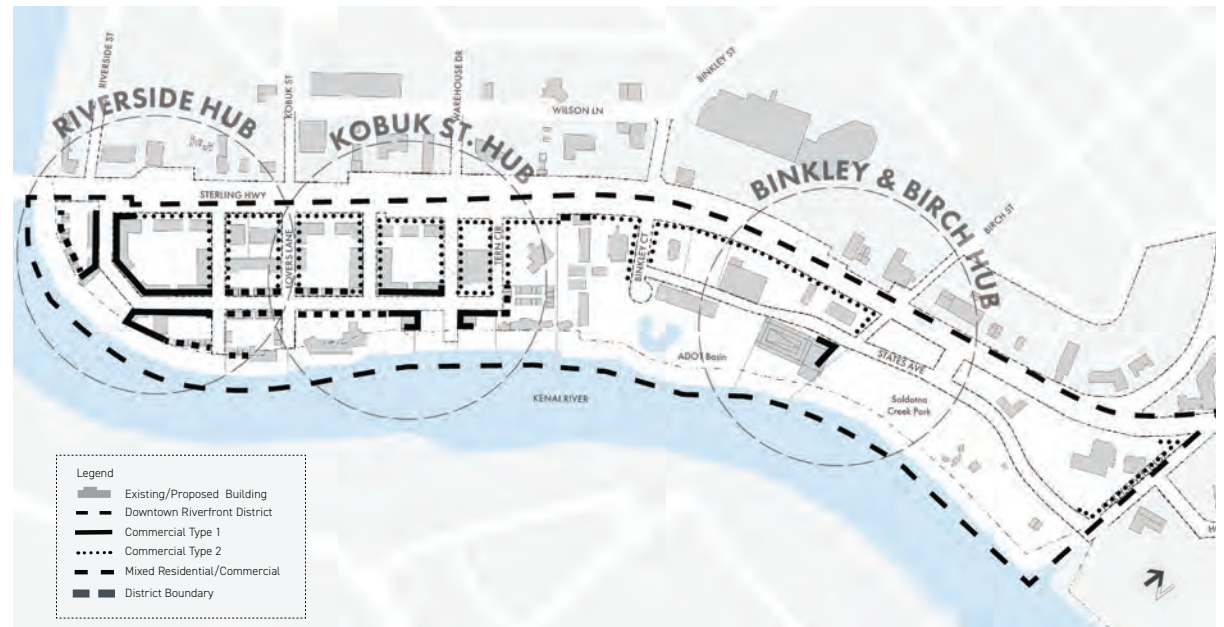 RIVERSIDE ST
KOBUK ST
WAREHOUSE DR
BINKLEY ST
WILSON LN
RIVERSIDE HUB
KOBUK ST. HUB
BINKLEY & BIRCH HUB
BIRCH ST
STERLING HWY
LOVERS LANE
TERN CIR
BINKLEY CT
ADOT Basin
STATES AVE
KENAI RIVER
Soldotna
Creek Park
Legend
Existing/Proposed Building
Downtown Riverfront District
Commercial Type 1
Commercial Type 2
Mixed Residential/Commercial
District Boundary